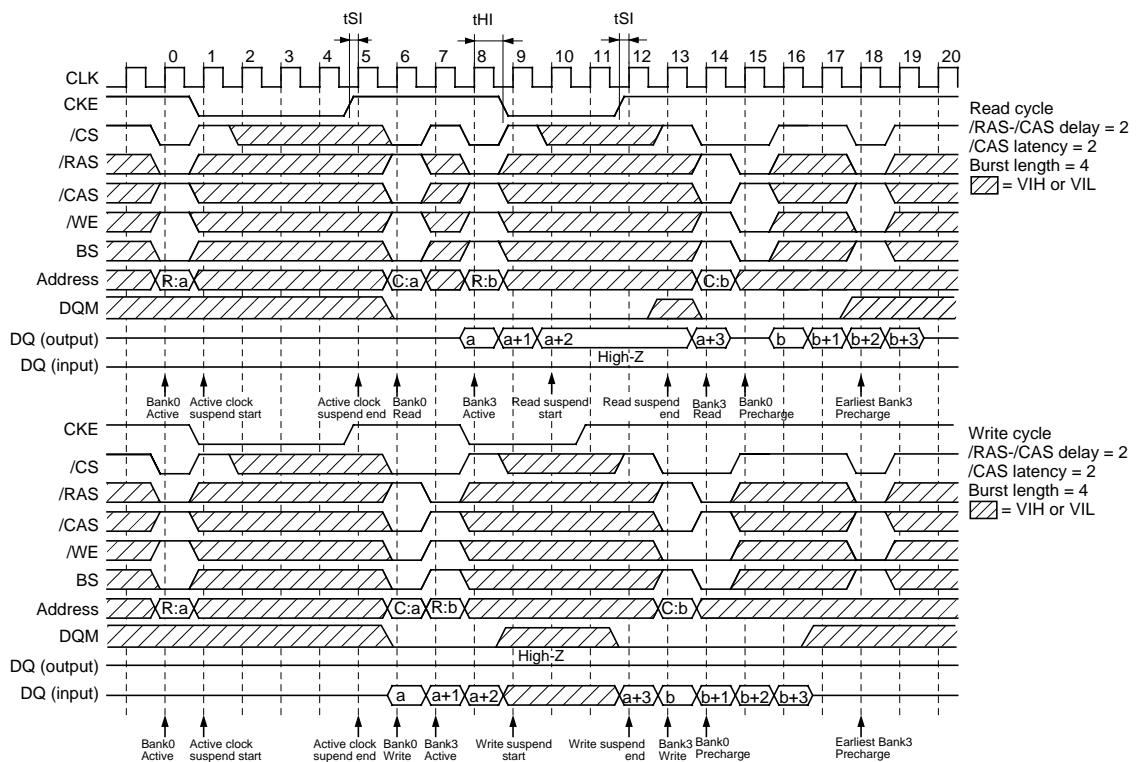 tSI tHI tSI
0 1 2 3 4 5 6 7 8 9 10 11 12 13 14 15 16 17 18 19 20
CLK
CKE
/CS
/RAS
/CAS
/WE
BS
Address R:a C:a R:b C:b
DQM
DQ (output) a a+1 a+2 a+3 b b+1 b+2 b+3
High-Z
DQ (input)
Bank0 Active
Active clock suspend start
Active clock suspend end
Bank0 Read
Bank3 Active
Read suspend start
Read suspend end
Bank3 Read
Bank0 Precharge
Earliest Bank3 Precharge
Read cycle
/RAS-/CAS delay = 2
/CAS latency = 2
Burst length = 4
= VIH or VIL
CKE
/CS
/RAS
/CAS
/WE
BS
Address R:a C:a R:b C:b
DQM
High-Z
DQ (output)
DQ (input) a a+1 a+2 a+3 b b+1 b+2 b+3
Bank0 Active
Active clock suspend start
Active clock supend end
Bank0 Write
Bank3 Active
Write suspend start
Write suspend end
Bank3 Write
Bank0 Precharge
Earliest Bank3 Precharge
Write cycle
/RAS-/CAS delay = 2
/CAS latency = 2
Burst length = 4
= VIH or VIL